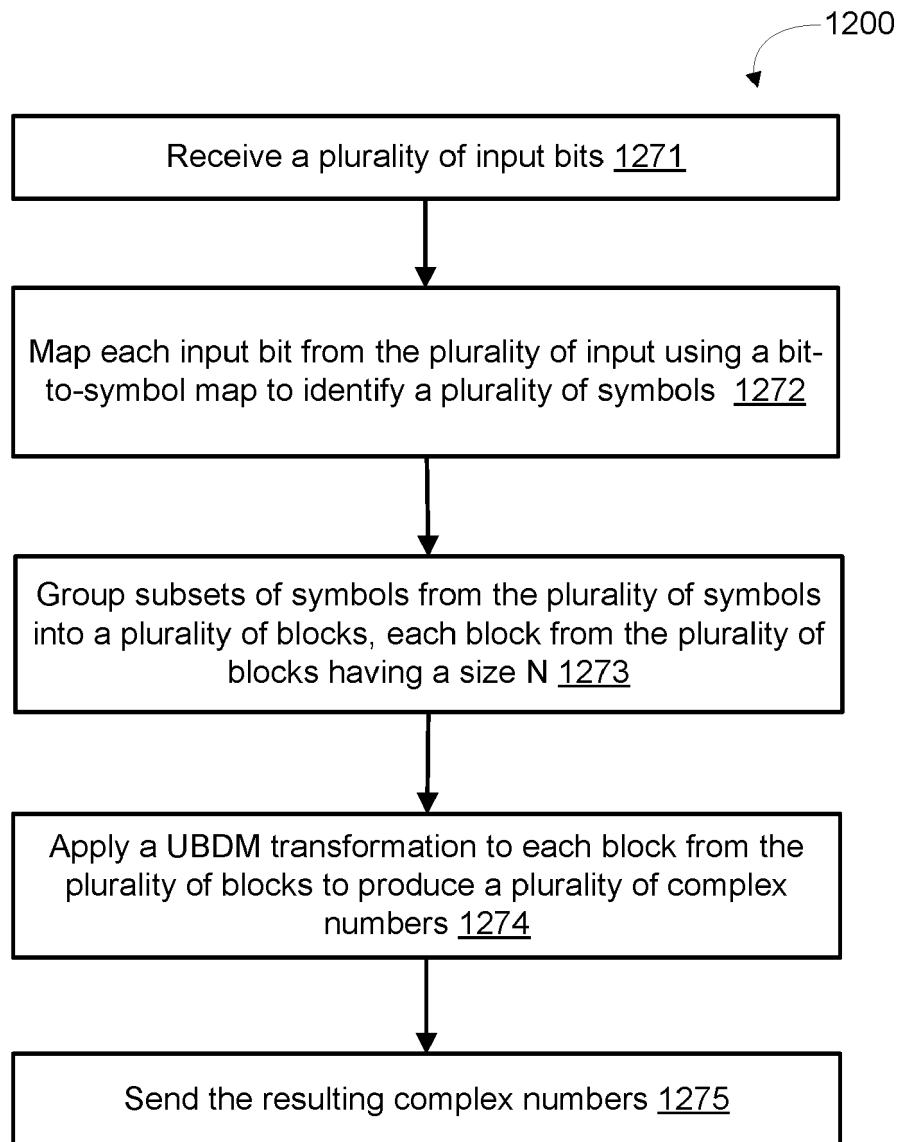 1200
Receive a plurality of input bits 1271
Map each input bit from the plurality of input using a bit-
to-symbol map to identify a plurality of symbols 1272
Group subsets of symbols from the plurality of symbols
into a plurality of blocks, each block from the plurality of
blocks having a size N 1273
Apply a UBDM transformation to each block from the
plurality of blocks to produce a plurality of complex
numbers 1274
Send the resulting complex numbers 1275